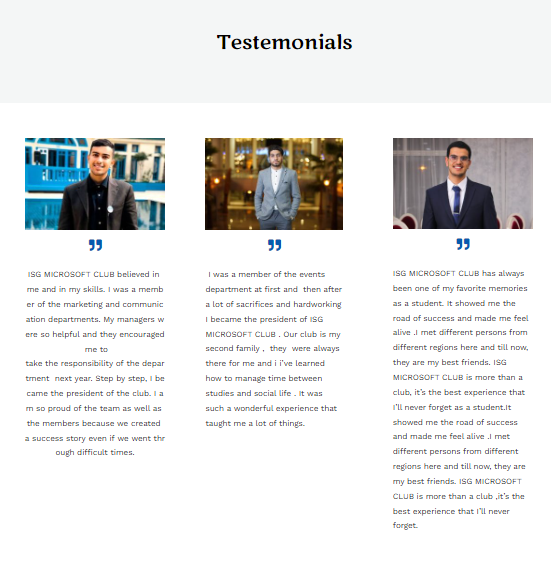 Testemonials
ISG MICROSOFT CLUB believed in
me and in my skills. I was a memb
er of the marketing and communic
ation departments. My managers w
ere so helpful and they encouraged
me to
take the responsibility of the depar
tment next year. Step by step, I be
came the president of the club. I a
m so proud of the team as well as
the members because we created
a success story even if we went thr
ough difficult times.
I was a member of the events
department at first and then after
a lot of sacrifices and hardworking
I became the president of ISG
MICROSOFT CLUB . Our club is my
second family , they were always
there for me and i i've learned
how to manage time between
studies and social life . It was
such a wonderful experience that
taught me a lot of things.
ISG MICROSOFT CLUB has always
been one of my favorite memories
as a student. It showed me the
road of success and made me feel
alive .I met different persons from
different regions here and till now,
they are my best friends. ISG
MICROSOFT CLUB is more than a
club, it's the best experience that
I'll never forget as a student.it
showed me the road of success
and made me feel alive .I met
different persons from different
regions here and till now, they are
my best friends. ISG MICROSOFT
CLUB is more than a club ,it's the
best experience that I'll never
forget.